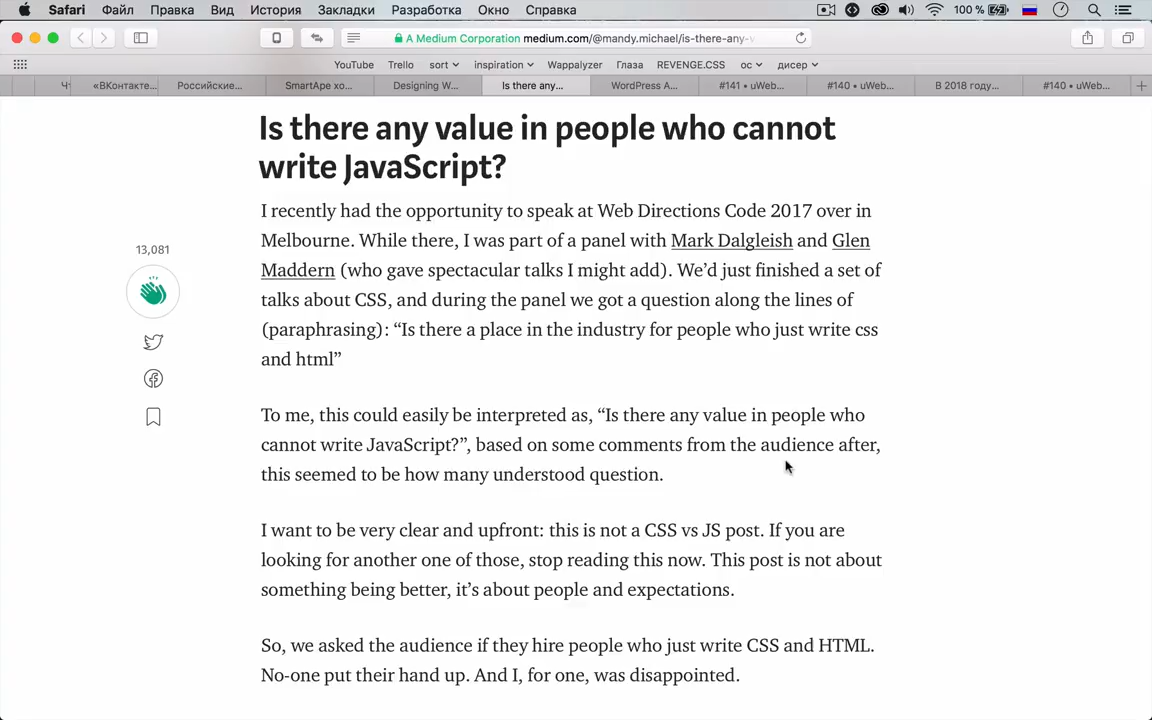 Safari Файл Правка Вид История Закладки Разработка Окно Справка 100 %
A Medium Corporation medium.com/@mandy.michael/is-there-any-v
YouTube Trello sort inspiration Wappalyzer Глаза REVENGE.CSS ос дисер
Чт «ВКонтакте... Российские... SmartApe хо... Designing W... Is there any... WordPress A... #141 • uWeb... #140 • uWeb... В 2018 году... #140 • uWeb...
Is there any value in people who cannot
write JavaScript?
I recently had the opportunity to speak at Web Directions Code 2017 over in
Melbourne. While there, I was part of a panel with Mark Dalgleish and Glen
Maddern (who gave spectacular talks I might add). We’d just finished a set of
talks about CSS, and during the panel we got a question along the lines of
(paraphrasing): “Is there a place in the industry for people who just write css
and html”
13,081
To me, this could easily be interpreted as, “Is there any value in people who
cannot write JavaScript?”, based on some comments from the audience after,
this seemed to be how many understood question.
I want to be very clear and upfront: this is not a CSS vs JS post. If you are
looking for another one of those, stop reading this now. This post is not about
something being better, it’s about people and expectations.
So, we asked the audience if they hire people who just write CSS and HTML.
No-one put their hand up. And I, for one, was disappointed.